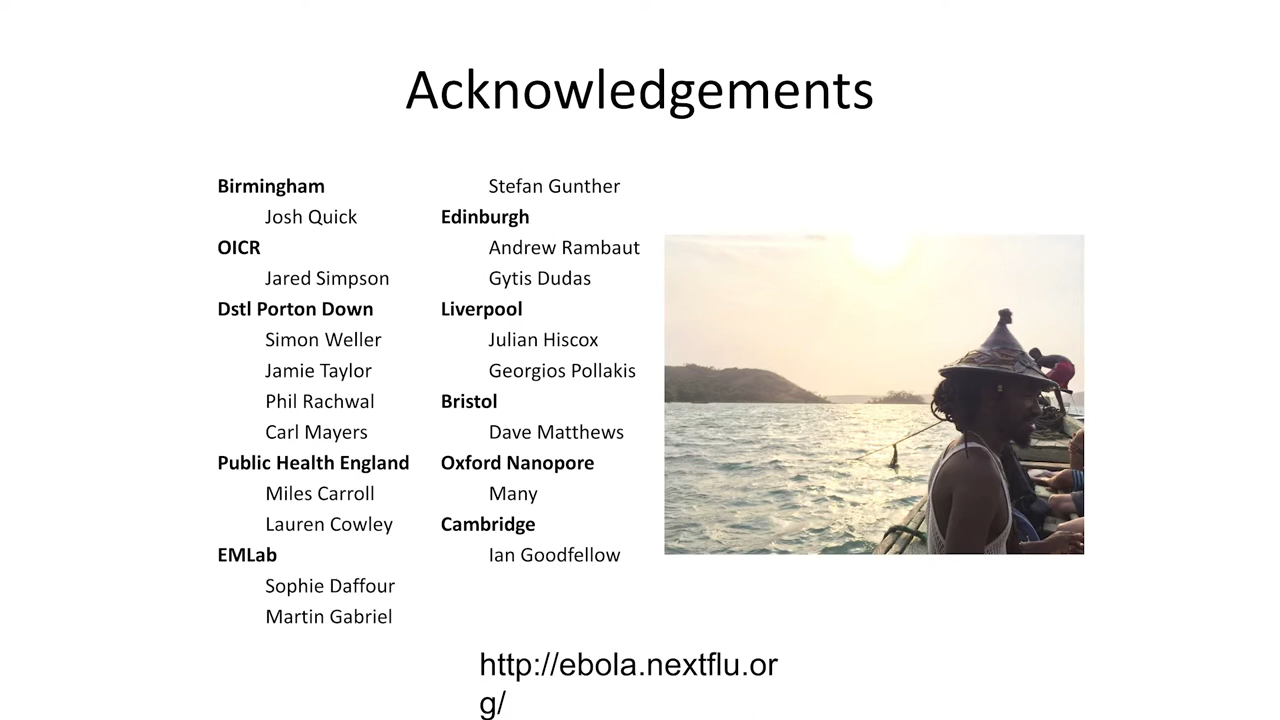 Acknowledgements
Birmingham
Josh Quick
OICR
Jared Simpson
Dstl Porton Down
Simon Weller
Jamie Taylor
Phil Rachwal
Carl Mayers
Public Health England
Miles Carroll
Lauren Cowley
EMLab
Sophie Daffour
Martin Gabriel
Stefan Gunther
Edinburgh
Andrew Rambaut
Gytis Dudas
Liverpool
Julian Hiscox
Georgios Pollakis
Bristol
Dave Matthews
Oxford Nanopore
Many
Cambridge
Ian Goodfellow
http://ebola.nextflu.or
g/